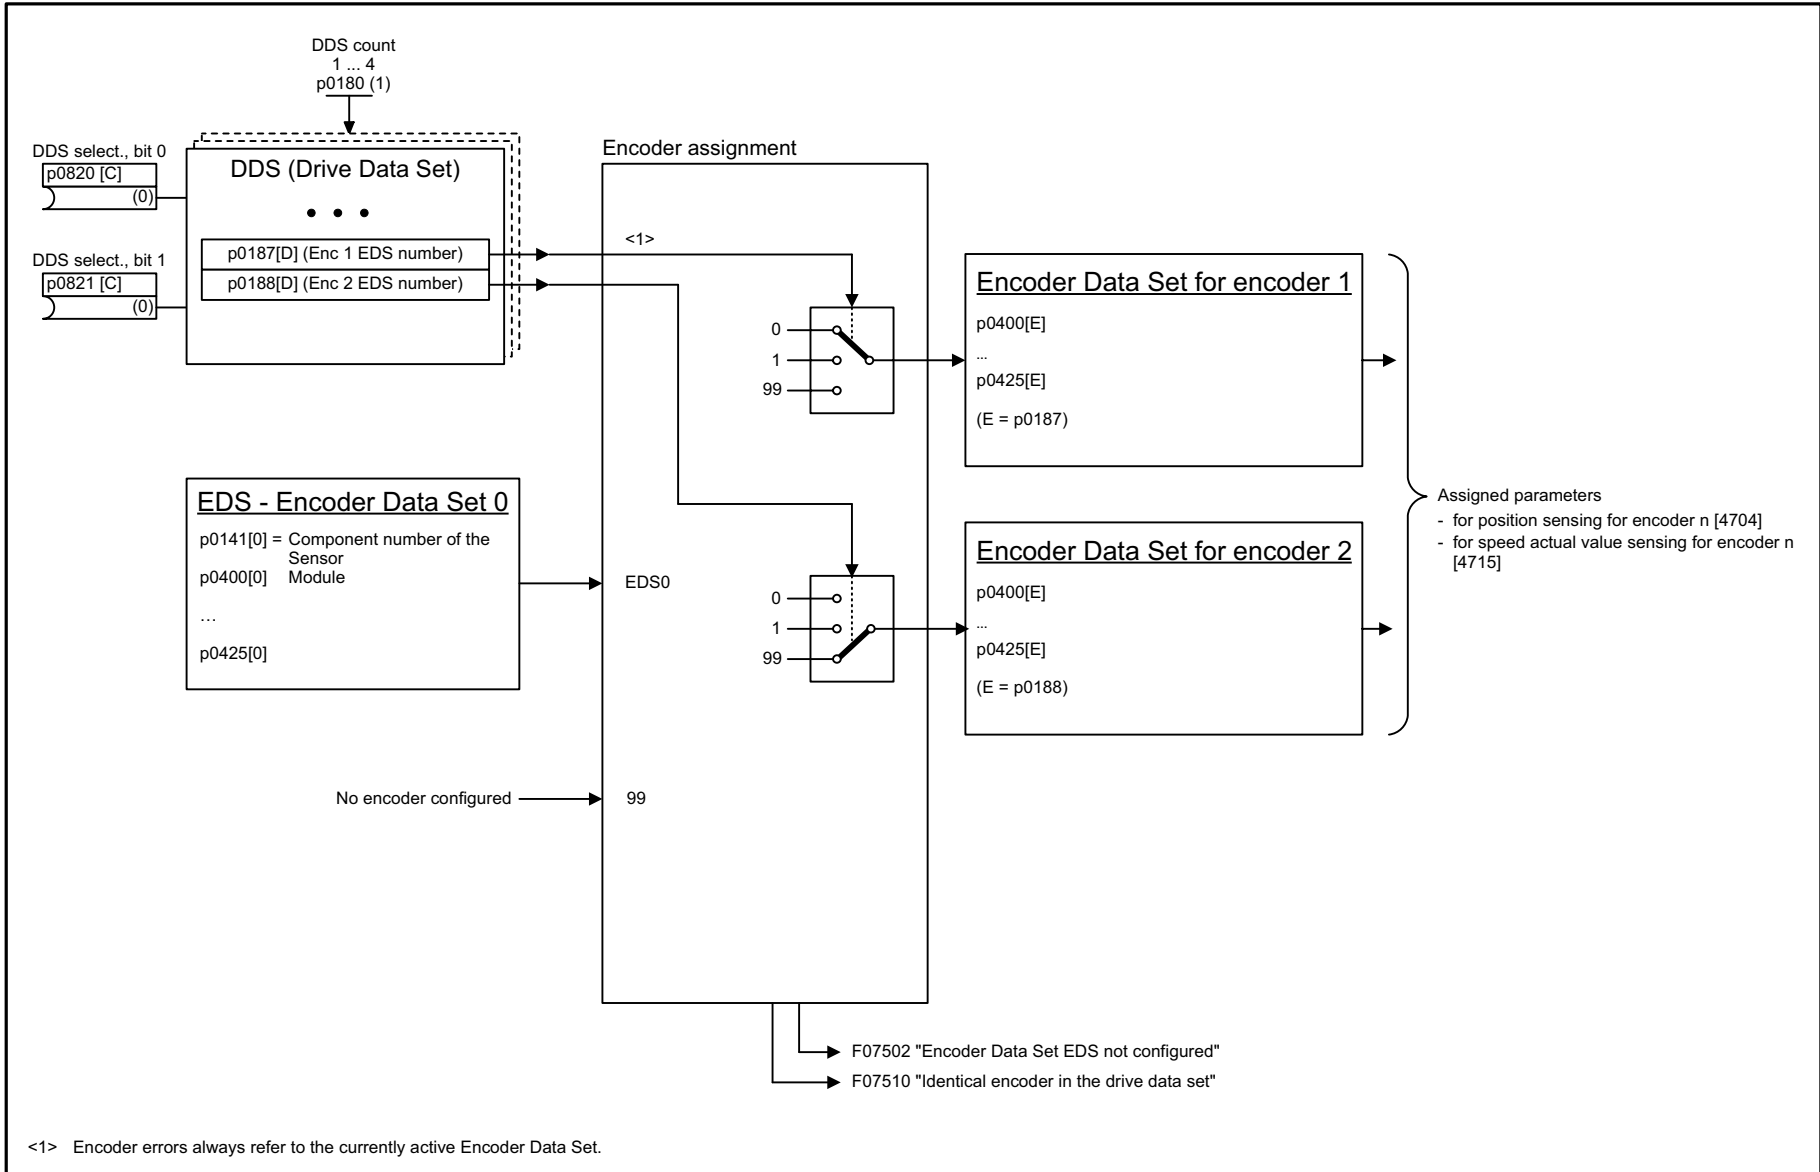 DDS count
1 ... 4
p0180 (1)
DDS select., bit 0
p0820 [C]
(0)
DDS select., bit 1
p0821 [C]
(0)
DDS (Drive Data Set)
• • •
p0187[D] (Enc 1 EDS number)
p0188[D] (Enc 2 EDS number)
Encoder assignment
<1>
0
1
99
Encoder Data Set for encoder 1
p0400[E]
...
p0425[E]
(E = p0187)
EDS - Encoder Data Set 0
p0141[0] = Component number of the
Sensor
p0400[0] Module
...
p0425[0]
EDS0
0
1
99
Encoder Data Set for encoder 2
p0400[E]
...
p0425[E]
(E = p0188)
Assigned parameters
- for position sensing for encoder n [4704]
- for speed actual value sensing for encoder n
[4715]
No encoder configured
99
F07502 "Encoder Data Set EDS not configured"
F07510 "Identical encoder in the drive data set"
<1> Encoder errors always refer to the currently active Encoder Data Set.